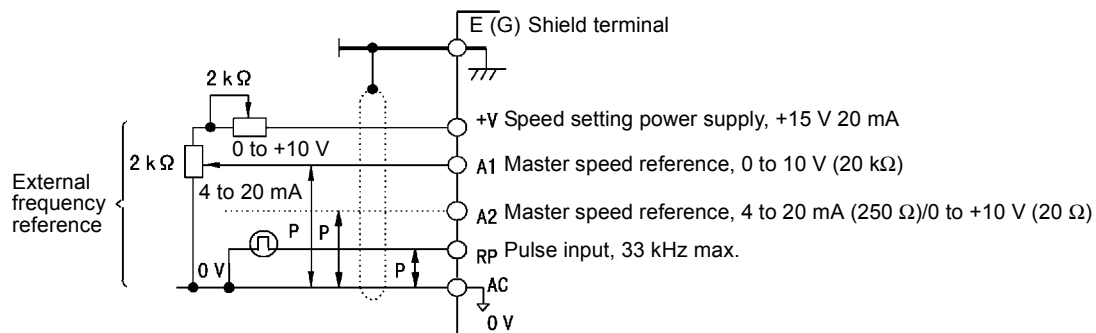 E (G) Shield terminal
2 kΩ
+V Speed setting power supply, +15 V 20 mA
0 to +10 V
2 kΩ
A1 Master speed reference, 0 to 10 V (20 kΩ)
External
frequency
reference
4 to 20 mA
A2 Master speed reference, 4 to 20 mA (250 Ω)/0 to +10 V (20 Ω)
P P
RP Pulse input, 33 kHz max.
0 V
P
AC
0 V